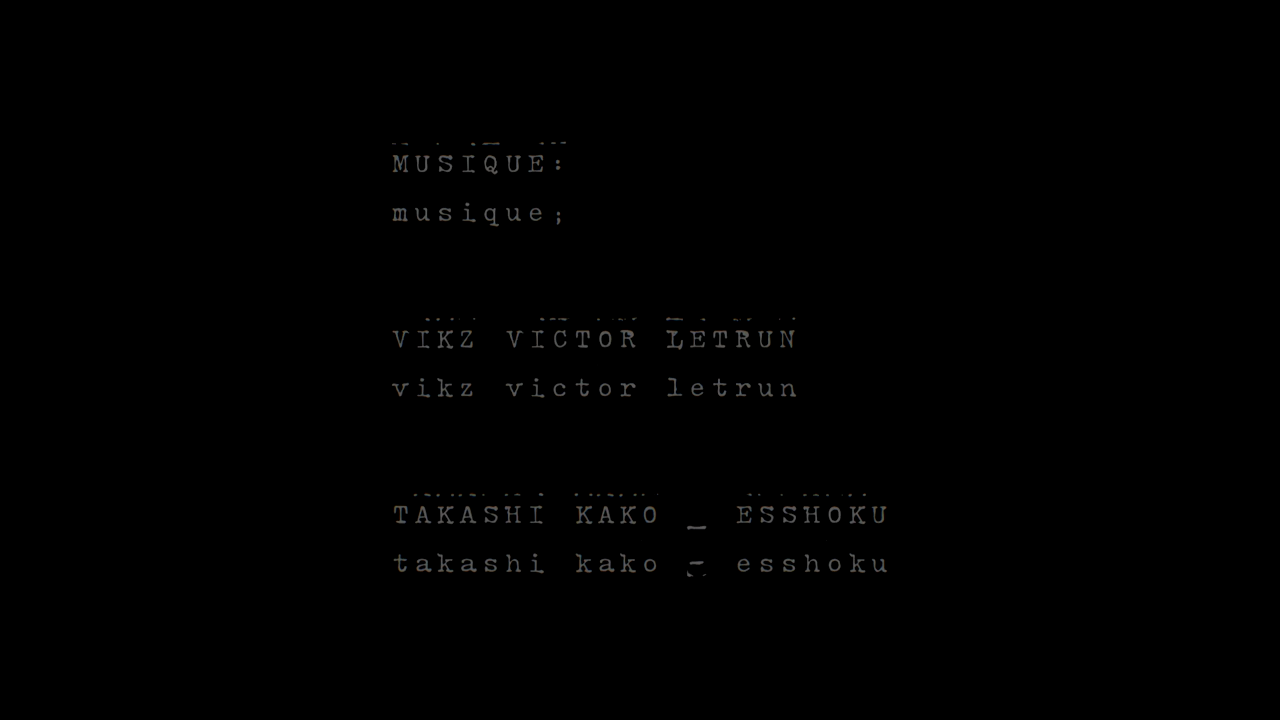 MUSIQUE:
musique;
VIKZ VICTOR LETRUN
vikz victor letrun
TAKASHI KAKO _ ESSHOKU
takashi kako - esshoku